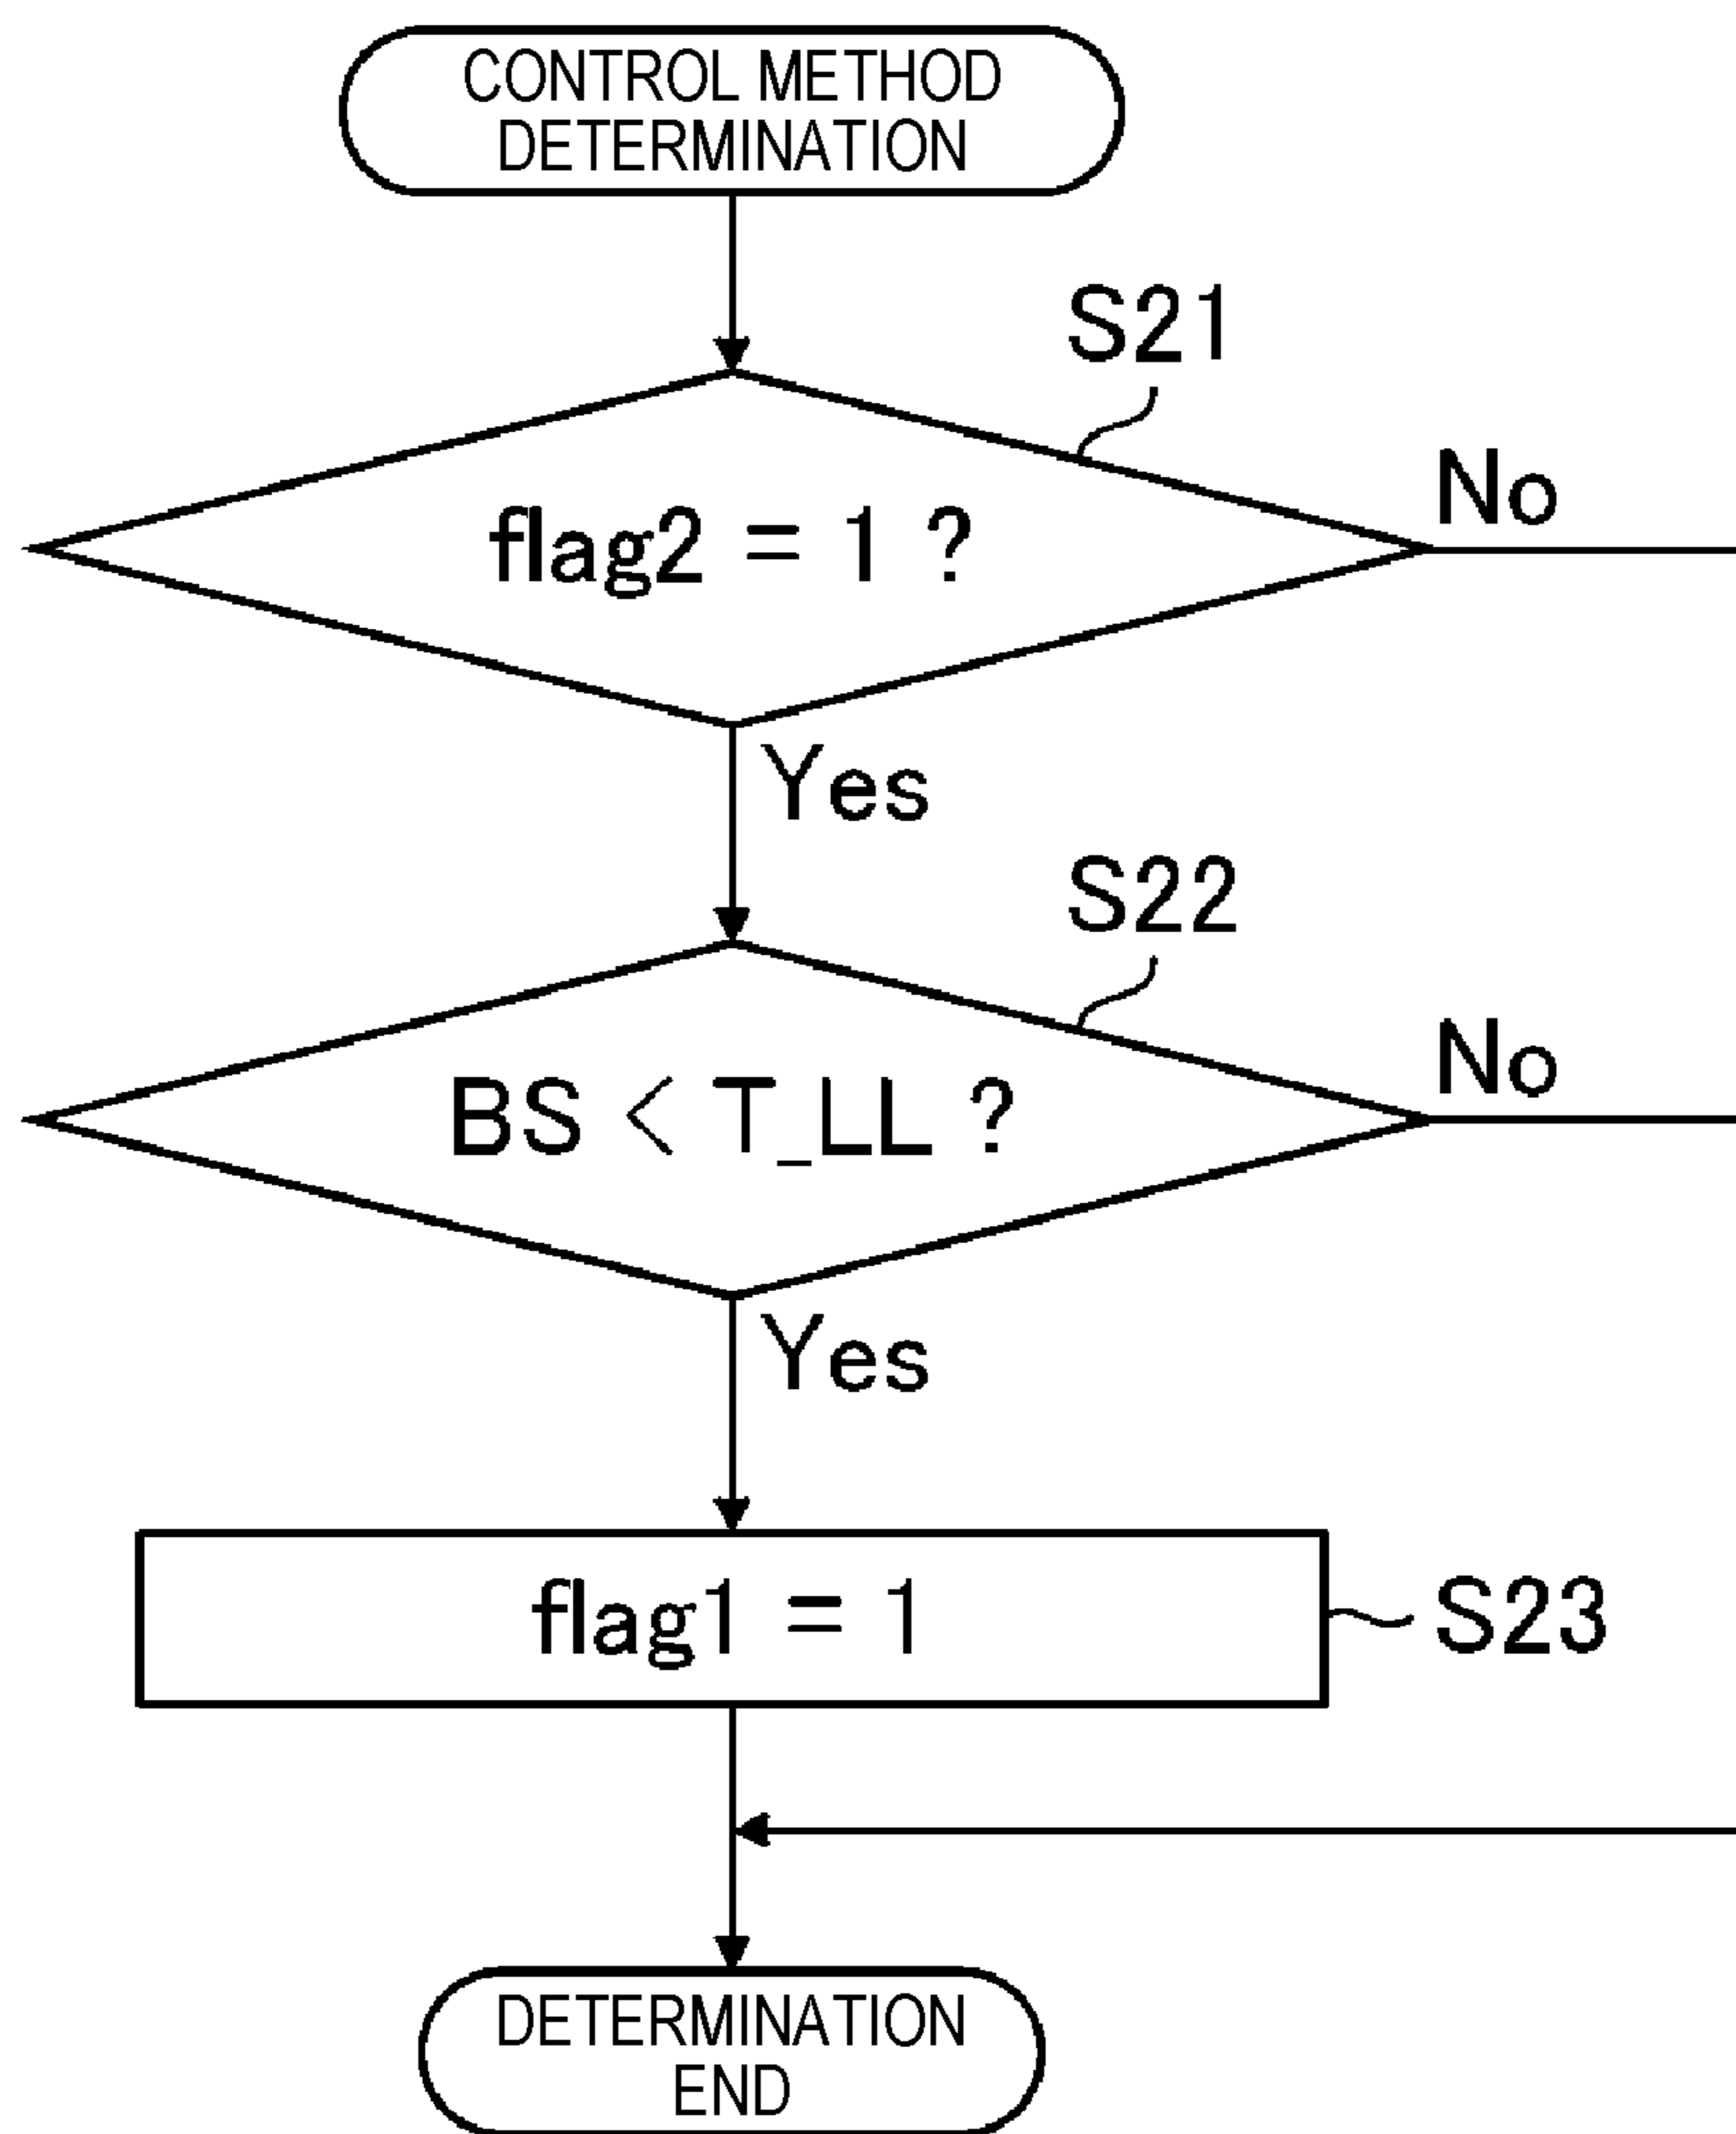 CONTROL METHOD
DETERMINATION
S21
flag2 = 1 ?
No
Yes
S22
BS < T_LL ?
No
Yes
flag1 = 1
S23
DETERMINATION
END